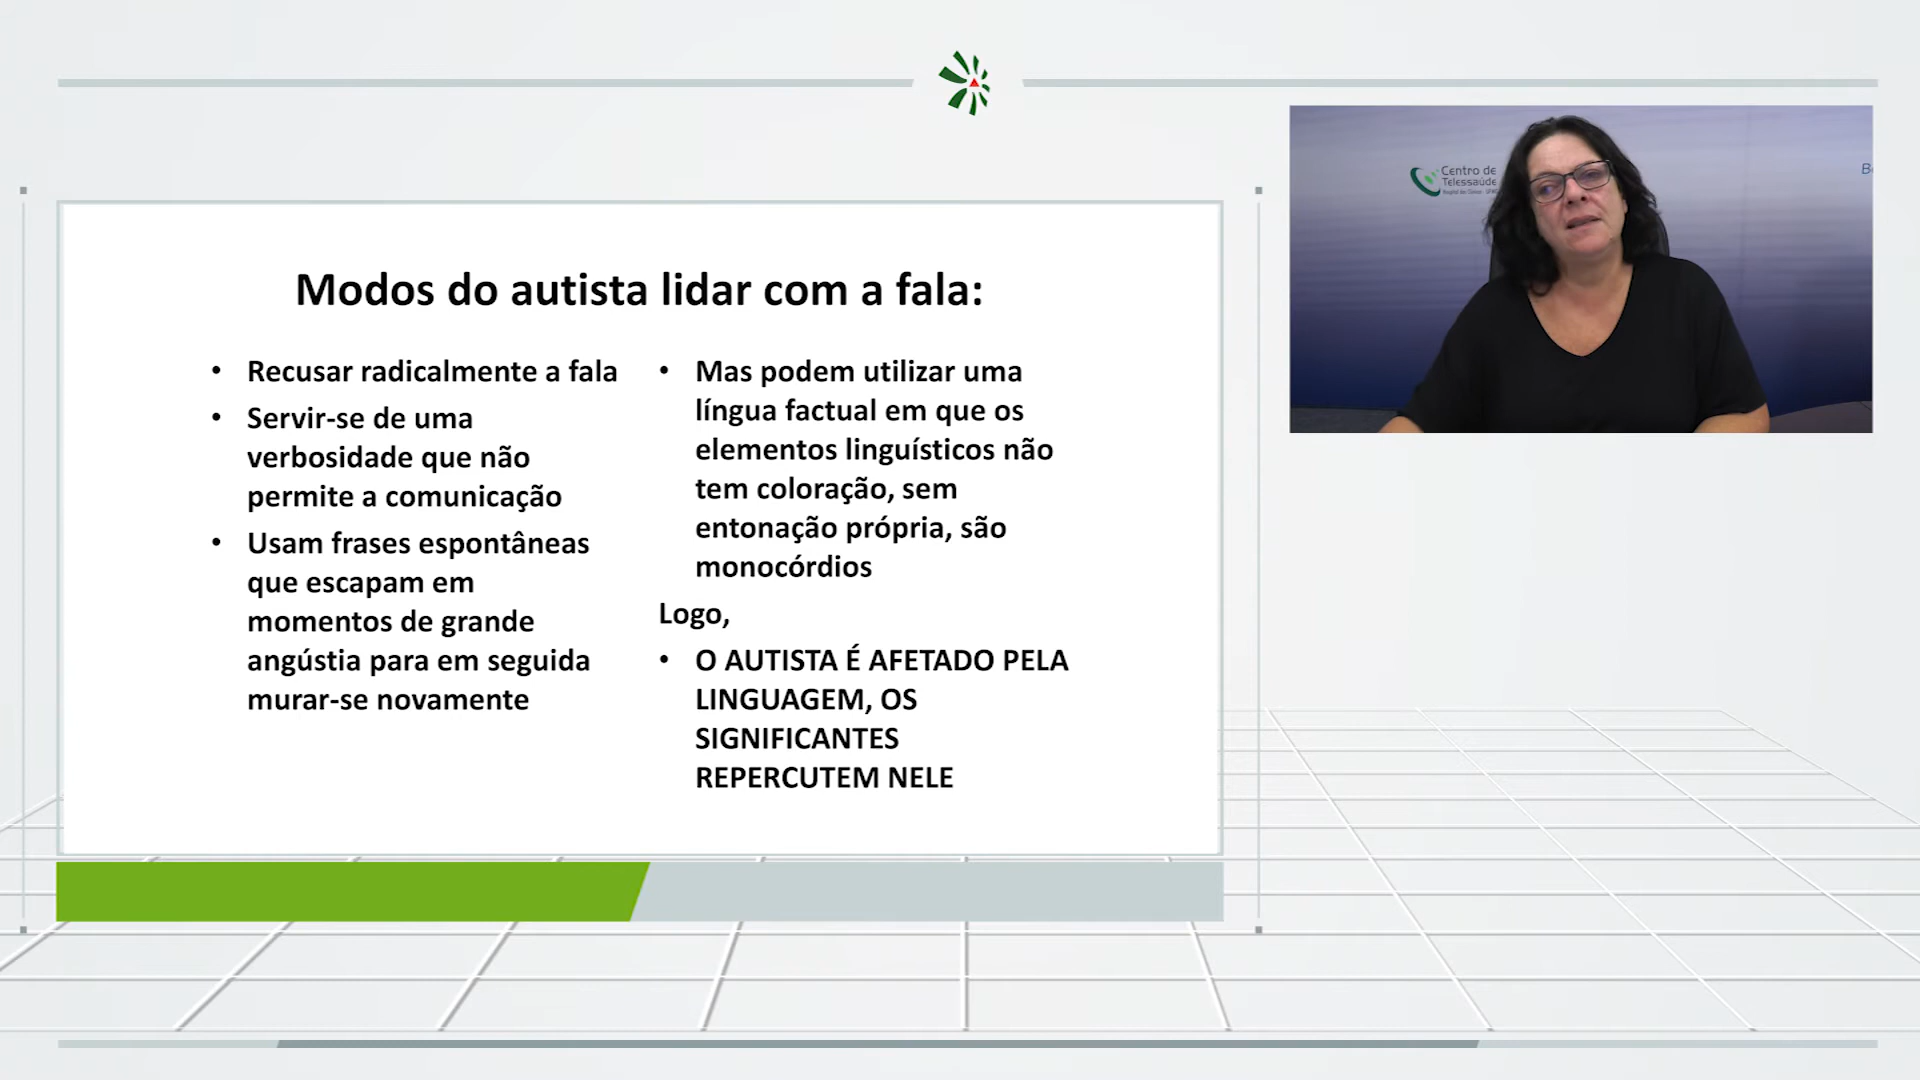 Modos do autista lidar com a fala:
• Recusar radicalmente a fala
• Servir-se de uma
verbosidade que não
permite a comunicação
• Usam frases espontâneas
que escapam em
momentos de grande
angústia para em seguida
murar-se novamente
• Mas podem utilizar uma
língua factual em que os
elementos linguísticos não
tem coloração, sem
entonação própria, são
monocórdios
Logo,
• O AUTISTA É AFETADO PELA
LINGUAGEM, OS
SIGNIFICANTES
REPERCUTEM NELE
Centro de
Telessaúde